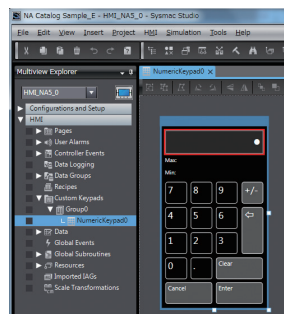 NA Catalog Sample_E - HMI_NA5_0 - Sysmac Studio
File Edit View Insert Project HMI Simulation Tools Help
Multiview Explorer
NumericKeypad0 x
HMI_NA5_0
Configurations and Setup
HMI
Pages
User Alarms
Controller Events
Data Logging
Data Groups
Recipes
Custom Keypads
Group0
NumericKeypad0
Data
Global Events
Global Subroutines
Resources
Imported IAGs
Scale Transformations
Max:
Min:
7 8 9 +/-
4 5 6
1 2 3
0 . Clear
Cancel Enter